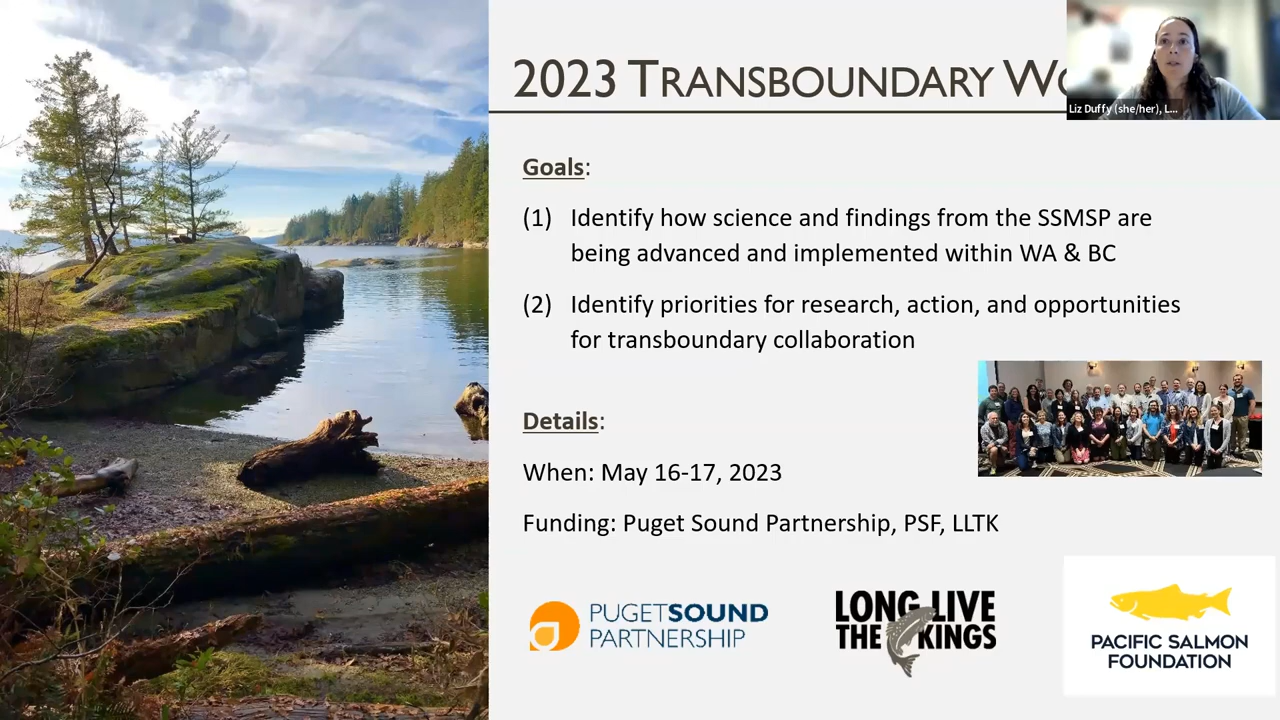 2023 TRANSBOUNDARY WO
Liz Duffy (she/her), L...
Goals:
(1) Identify how science and findings from the SSMSP are
being advanced and implemented within WA & BC
(2) Identify priorities for research, action, and opportunities
for transboundary collaboration
Details:
When: May 16-17, 2023
Funding: Puget Sound Partnership, PSF, LLTK
PUGETSOUND
PARTNERSHIP
LONG LIVE
THE KINGS
PACIFIC SALMON
FOUNDATION